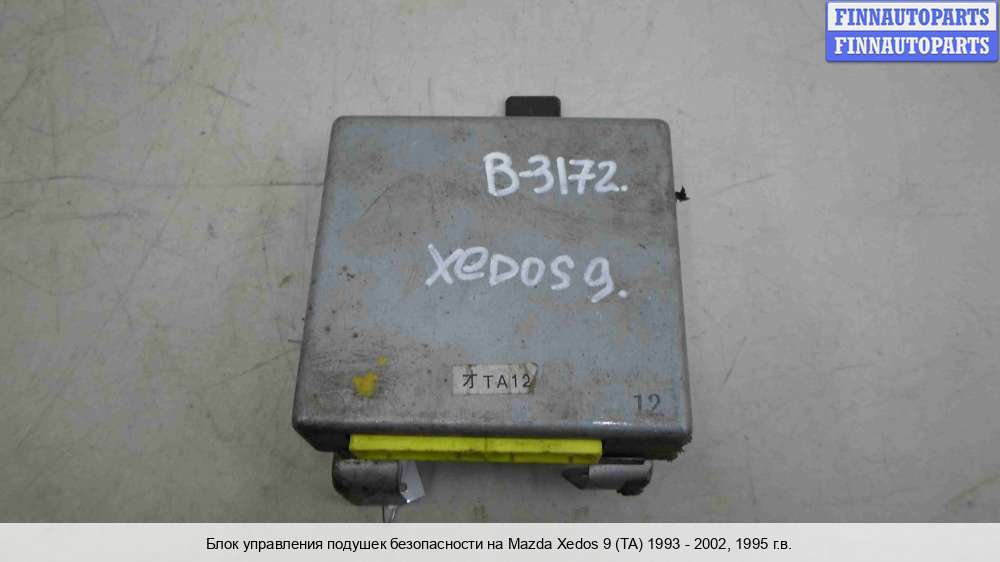 FINNAUTOPARTS
FINNAUTOPARTS
B-3172.
XEDOS 9.
オTA12
12
Блок управления подушек безопасности на Mazda Xedos 9 (TA) 1993 - 2002, 1995 г.в.